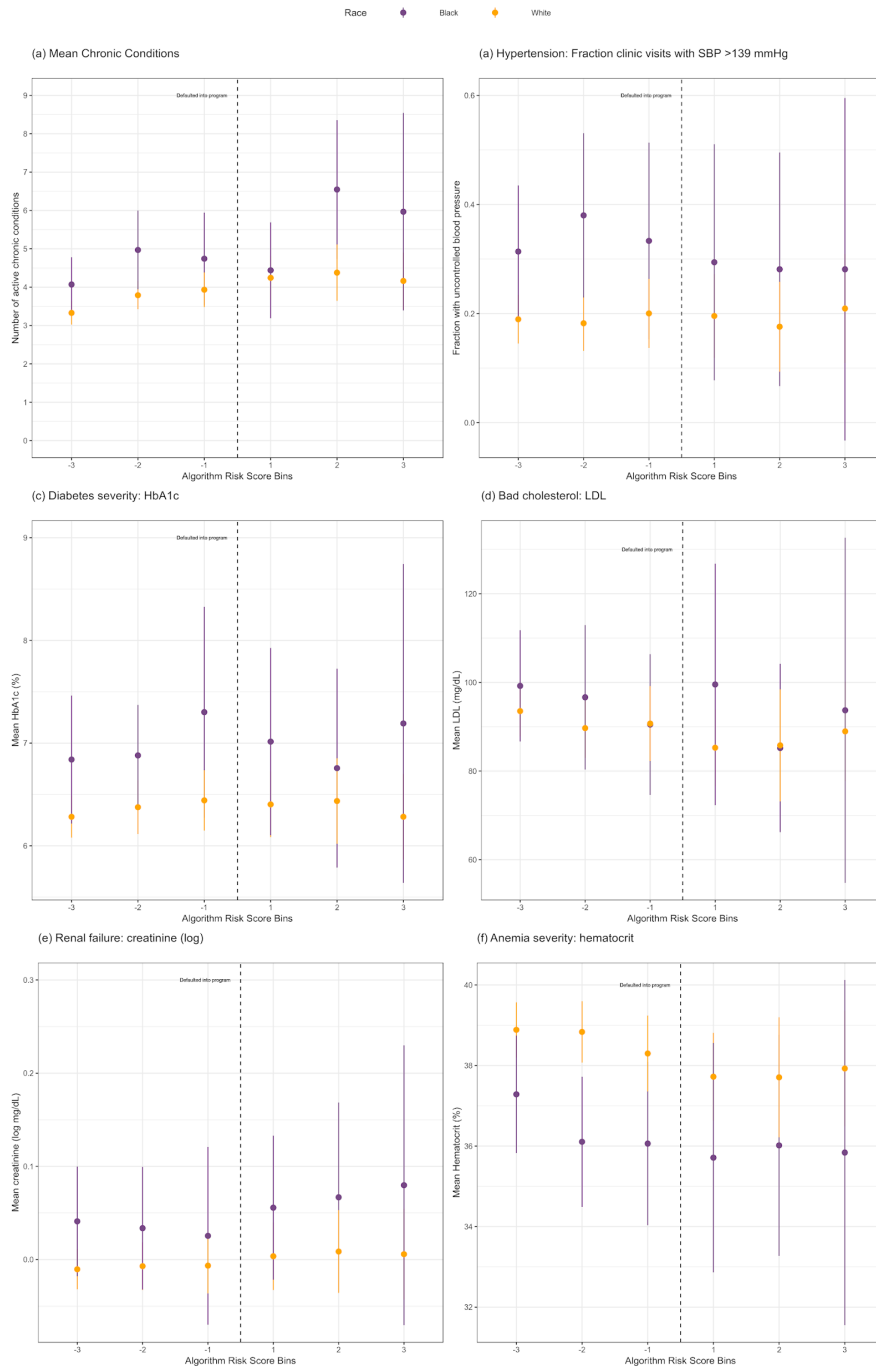 Race Black White
(a) Mean Chronic Conditions
Defaulted into program
9
8
7
6
5
4
3
2
1
0
Number of active chronic conditions
-3 -2 -1 1 2 3
Algorithm Risk Score Bins
(a) Hypertension: Fraction clinic visits with SBP >139 mmHg
Defaulted into program
0.6
0.4
0.2
0.0
Fraction with uncontrolled blood pressure
-3 -2 -1 1 2 3
Algorithm Risk Score Bins
(c) Diabetes severity: HbA1c
Defaulted into program
9
8
7
6
Mean HbA1c (%)
-3 -2 -1 1 2 3
Algorithm Risk Score Bins
(d) Bad cholesterol: LDL
Defaulted into program
120
100
80
60
Mean LDL (mg/dL)
-3 -2 -1 1 2 3
Algorithm Risk Score Bins
(e) Renal failure: creatinine (log)
Defaulted into program
0.3
0.2
0.1
0.0
Mean creatinine (log mg/dL)
-3 -2 -1 1 2 3
Algorithm Risk Score Bins
(f) Anemia severity: hematocrit
Defaulted into program
40
38
36
34
32
Mean Hematocrit (%)
-3 -2 -1 1 2 3
Algorithm Risk Score Bins